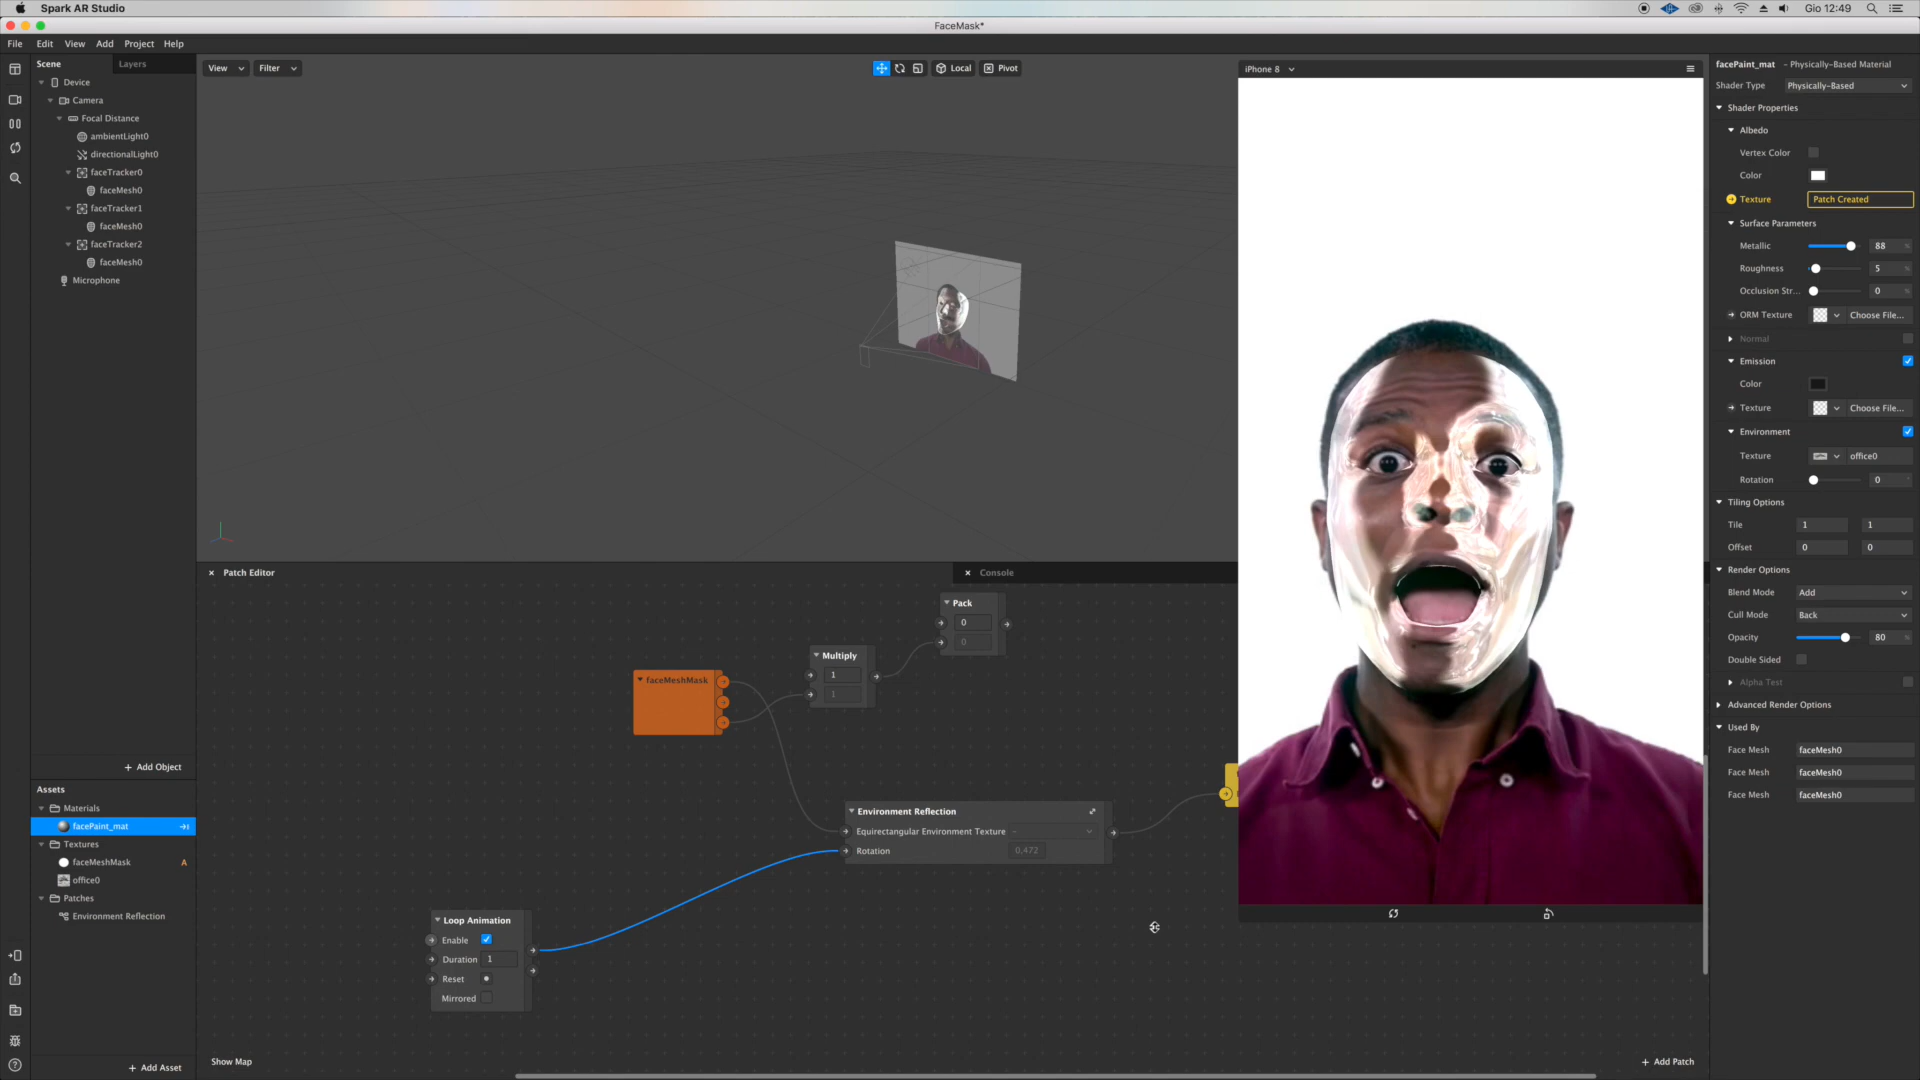 Spark AR Studio
Gio 12:49
FaceMask*
File Edit View Add Project Help
Scene Layers
Device
Camera
Focal Distance
ambientLight0
directionalLight0
faceTracker0
faceMesh0
faceTracker1
faceMesh0
faceTracker2
faceMesh0
Microphone
+ Add Object
Assets
Materials
facePaint_mat
Textures
faceMeshMask A
office0
Patches
Environment Reflection
+ Add Asset
View Filter
Local Pivot
iPhone 8
× Patch Editor
× Console
Pack
0
0
Multiply
1
1
faceMeshMask
Environment Reflection
Equirectangular Environment Texture -
Rotation 0,472
Loop Animation
Enable
Duration 1
Reset
Mirrored
Show Map
+ Add Patch
facePaint_mat – Physically-Based Material
Shader Type Physically-Based
Shader Properties
Albedo
Vertex Color
Color
Texture Patch Created
Surface Parameters
Metallic 88 %
Roughness 5 %
Occlusion Str... 0 %
ORM Texture Choose File...
Normal
Emission
Color
Texture Choose File...
Environment
Texture office0
Rotation 0 °
Tiling Options
Tile 1 1
Offset 0 0
Render Options
Blend Mode Add
Cull Mode Back
Opacity 80 %
Double Sided
Alpha Test
Advanced Render Options
Used By
Face Mesh faceMesh0
Face Mesh faceMesh0
Face Mesh faceMesh0